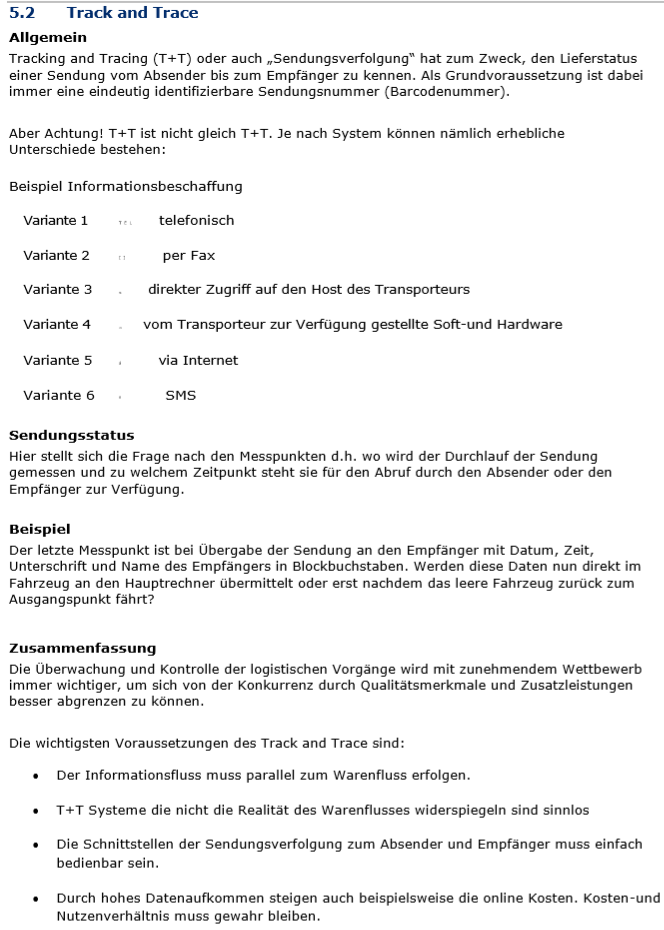 5.2 Track and Trace
Allgemein
Tracking and Tracing (T+T) oder auch „Sendungsverfolgung“ hat zum Zweck, den Lieferstatus
einer Sendung vom Absender bis zum Empfänger zu kennen. Als Grundvoraussetzung ist dabei
immer eine eindeutig identifizierbare Sendungsnummer (Barcodenummer).
Aber Achtung! T+T ist nicht gleich T+T. Je nach System können nämlich erhebliche
Unterschiede bestehen:
Beispiel Informationsbeschaffung
Variante 1 telefonisch
Variante 2 per Fax
Variante 3 direkter Zugriff auf den Host des Transporteurs
Variante 4 vom Transporteur zur Verfügung gestellte Soft-und Hardware
Variante 5 via Internet
Variante 6 SMS
Sendungsstatus
Hier stellt sich die Frage nach den Messpunkten d.h. wo wird der Durchlauf der Sendung
gemessen und zu welchem Zeitpunkt steht sie für den Abruf durch den Absender oder den
Empfänger zur Verfügung.
Beispiel
Der letzte Messpunkt ist bei Übergabe der Sendung an den Empfänger mit Datum, Zeit,
Unterschrift und Name des Empfängers in Blockbuchstaben. Werden diese Daten nun direkt im
Fahrzeug an den Hauptrechner übermittelt oder erst nachdem das leere Fahrzeug zurück zum
Ausgangspunkt fährt?
Zusammenfassung
Die Überwachung und Kontrolle der logistischen Vorgänge wird mit zunehmendem Wettbewerb
immer wichtiger, um sich von der Konkurrenz durch Qualitätsmerkmale und Zusatzleistungen
besser abgrenzen zu können.
Die wichtigsten Voraussetzungen des Track and Trace sind:
• Der Informationsfluss muss parallel zum Warenfluss erfolgen.
• T+T Systeme die nicht die Realität des Warenflusses widerspiegeln sind sinnlos
• Die Schnittstellen der Sendungsverfolgung zum Absender und Empfänger muss einfach
bedienbar sein.
• Durch hohes Datenaufkommen steigen auch beispielsweise die online Kosten. Kosten-und
Nutzenverhältnis muss gewahr bleiben.